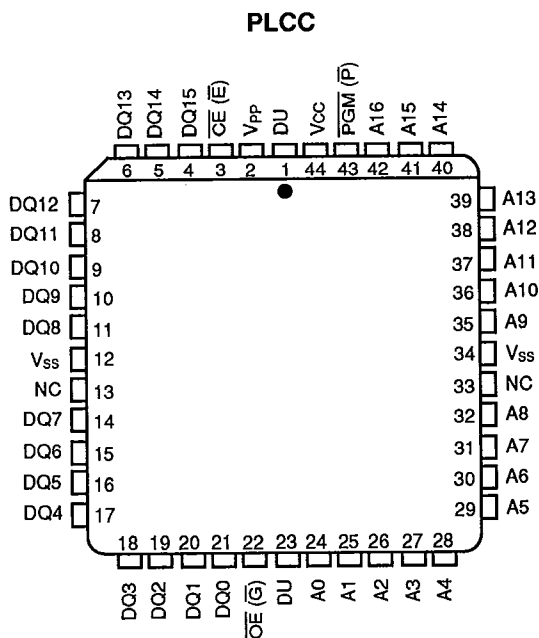 PLCC
DQ13 DQ14 DQ15 C̅E̅ (E̅) VPP DU VCC P̅G̅M̅ (P̅) A16 A15 A14
6 5 4 3 2 1 44 43 42 41 40
DQ12 7 39 A13
DQ11 8 38 A12
DQ10 9 37 A11
DQ9 10 36 A10
DQ8 11 35 A9
VSS 12 34 VSS
NC 13 33 NC
DQ7 14 32 A8
DQ6 15 31 A7
DQ5 16 30 A6
DQ4 17 29 A5
18 19 20 21 22 23 24 25 26 27 28
DQ3 DQ2 DQ1 DQ0 O̅E̅ (G̅) DU A0 A1 A2 A3 A4